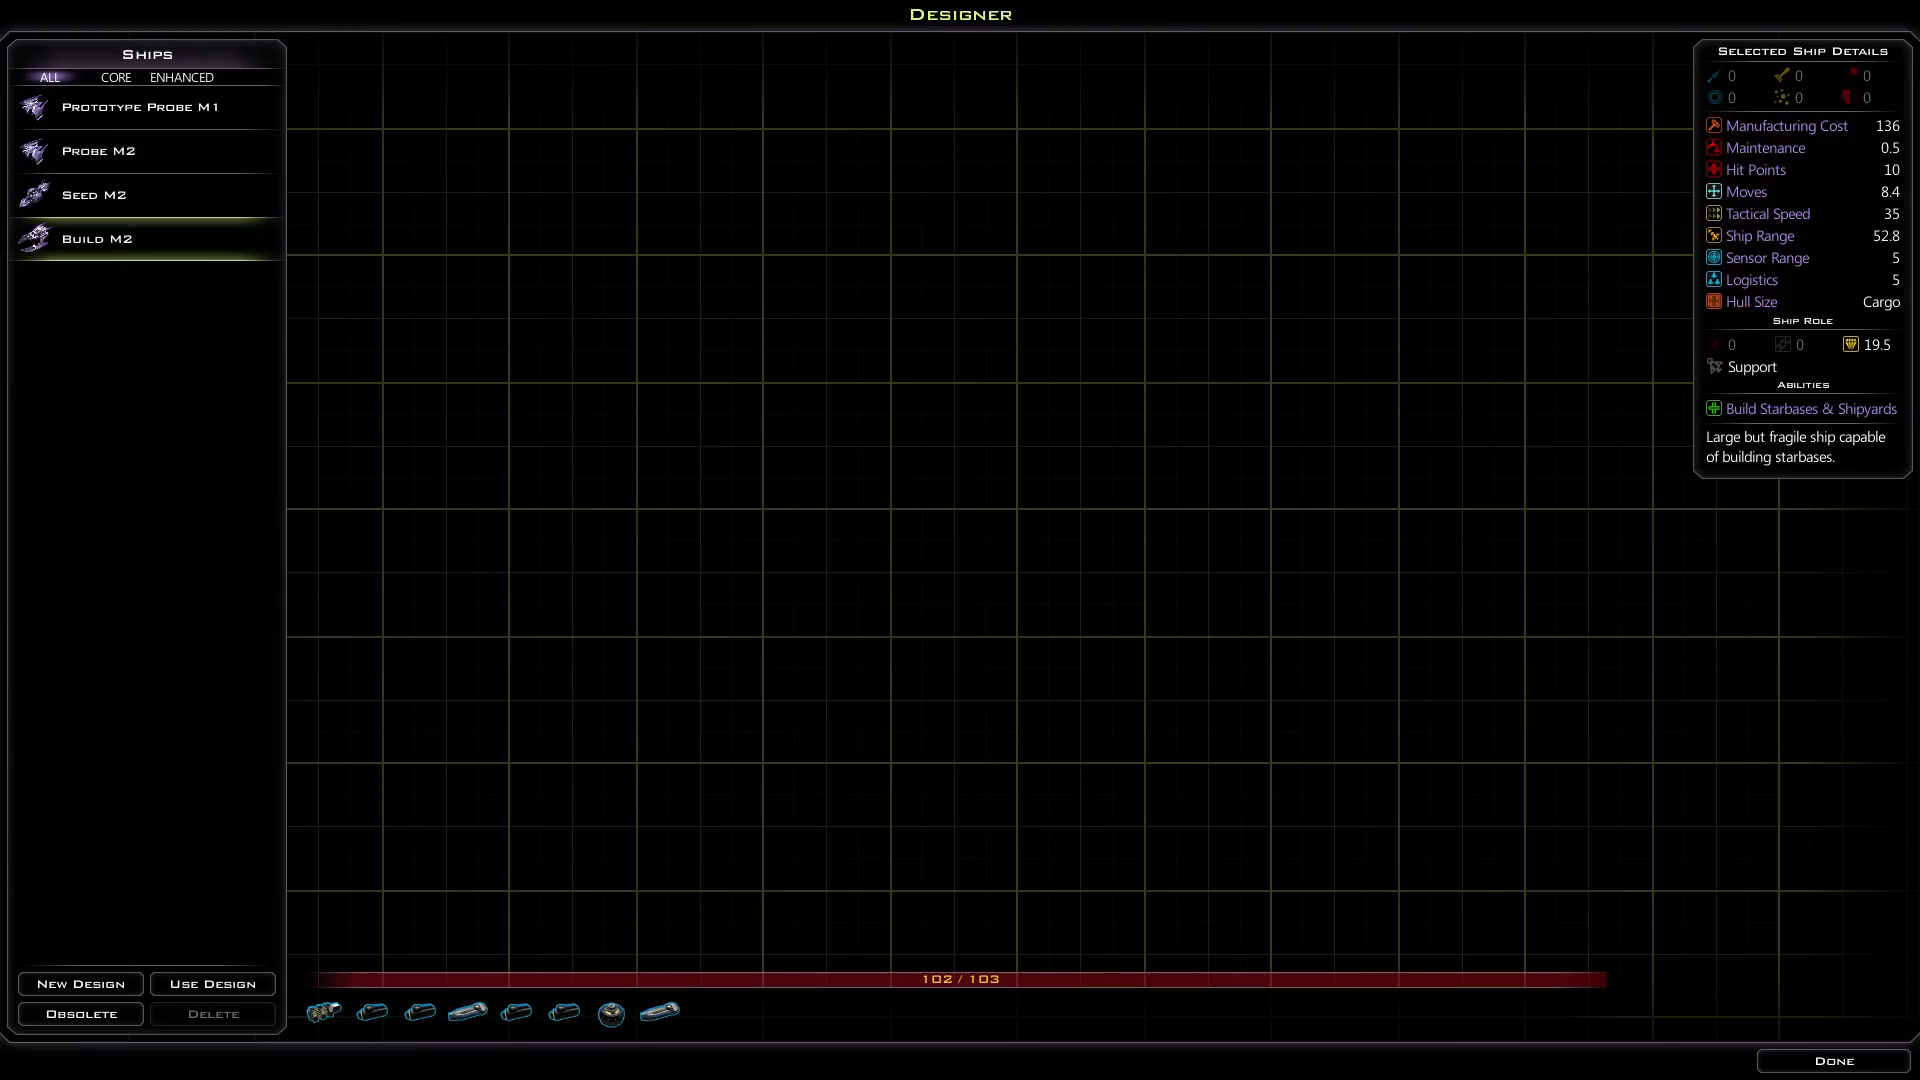 Designer
Ships
ALL CORE ENHANCED
Prototype Probe M1
Probe M2
Seed M2
Build M2
New Design Use Design
Obsolete Delete
102 / 103
Selected Ship Details
0 0 0
0 0 0
Manufacturing Cost 136
Maintenance 0.5
Hit Points 10
Moves 8.4
Tactical Speed 35
Ship Range 52.8
Sensor Range 5
Logistics 5
Hull Size Cargo
Ship Role
0 0 19.5
Support
Abilities
Build Starbases & Shipyards
Large but fragile ship capable
of building starbases.
Done